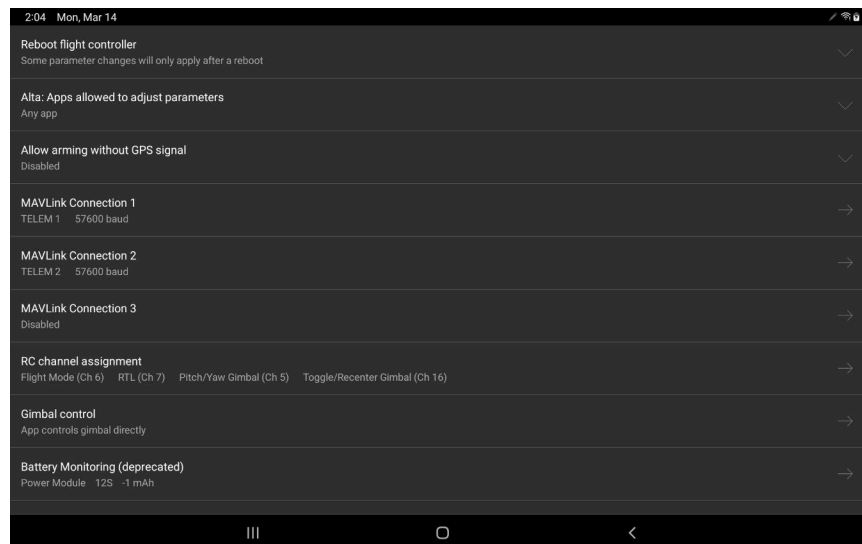 2:04 Mon, Mar 14
Reboot flight controller
Some parameter changes will only apply after a reboot
Alta: Apps allowed to adjust parameters
Any app
Allow arming without GPS signal
Disabled
MAVLink Connection 1
TELEM 1 57600 baud
MAVLink Connection 2
TELEM 2 57600 baud
MAVLink Connection 3
Disabled
RC channel assignment
Flight Mode (Ch 6) RTL (Ch 7) Pitch/Yaw Gimbal (Ch 5) Toggle/Recenter Gimbal (Ch 16)
Gimbal control
App controls gimbal directly
Battery Monitoring (deprecated)
Power Module 12S -1 mAh